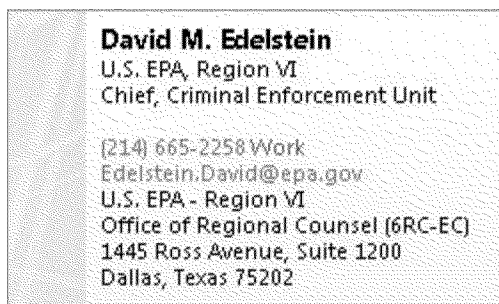 David M. Edelstein
U.S. EPA, Region VI
Chief, Criminal Enforcement Unit
(214) 665-2258 Work
Edelstein.David@epa.gov
U.S. EPA - Region VI
Office of Regional Counsel (6RC-EC)
1445 Ross Avenue, Suite 1200
Dallas, Texas 75202